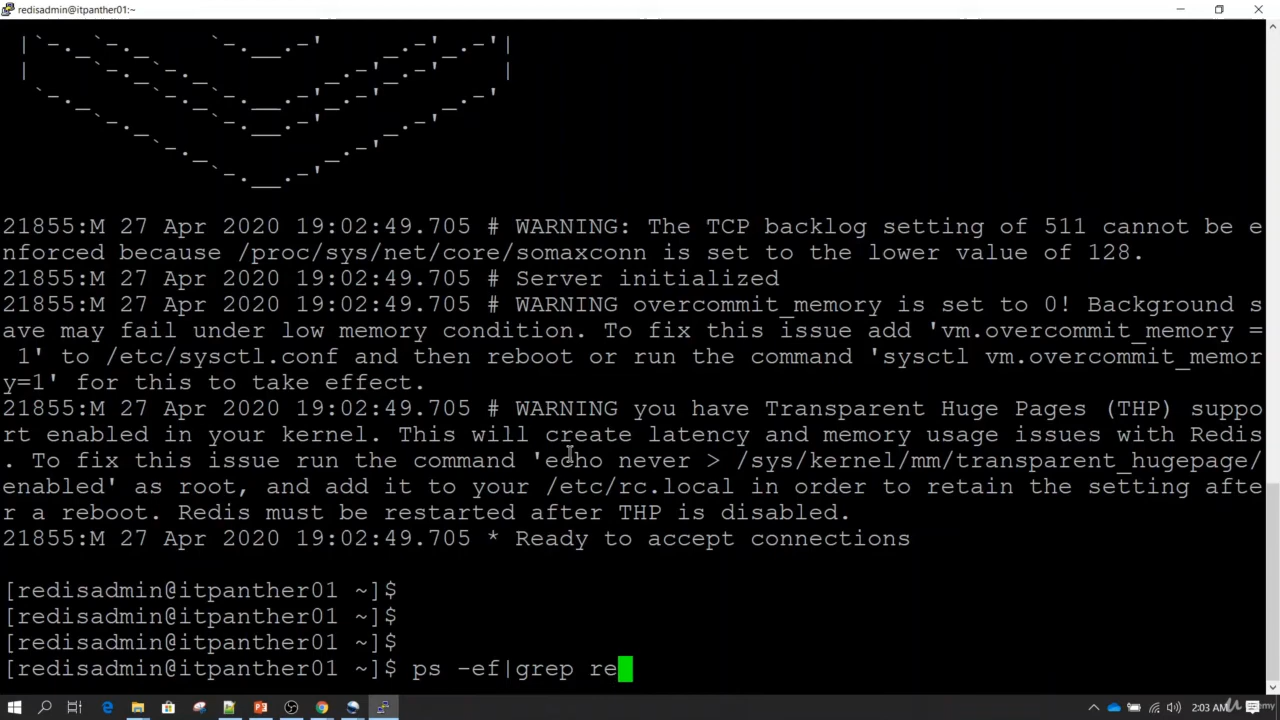 redisadmin@itpanther01:~
|`-._`-._     `-.__.-'    _.-'_.-'|
|    `-._`-._        _.-'_.-'    |
`-._    `-._`-.__.-'_.-'    _.-'
`-._    `-.__.-'    _.-'
`-._        _.-'
`-.__.-'
21855:M 27 Apr 2020 19:02:49.705 # WARNING: The TCP backlog setting of 511 cannot be e
nforced because /proc/sys/net/core/somaxconn is set to the lower value of 128.
21855:M 27 Apr 2020 19:02:49.705 # Server initialized
21855:M 27 Apr 2020 19:02:49.705 # WARNING overcommit_memory is set to 0! Background s
ave may fail under low memory condition. To fix this issue add 'vm.overcommit_memory =
1' to /etc/sysctl.conf and then reboot or run the command 'sysctl vm.overcommit_memor
y=1' for this to take effect.
21855:M 27 Apr 2020 19:02:49.705 # WARNING you have Transparent Huge Pages (THP) suppo
rt enabled in your kernel. This will create latency and memory usage issues with Redis
. To fix this issue run the command 'echo never > /sys/kernel/mm/transparent_hugepage/
enabled' as root, and add it to your /etc/rc.local in order to retain the setting afte
r a reboot. Redis must be restarted after THP is disabled.
21855:M 27 Apr 2020 19:02:49.705 * Ready to accept connections
[redisadmin@itpanther01 ~]$
[redisadmin@itpanther01 ~]$
[redisadmin@itpanther01 ~]$
[redisadmin@itpanther01 ~]$ ps -ef|grep re
2:03 AM
Udemy